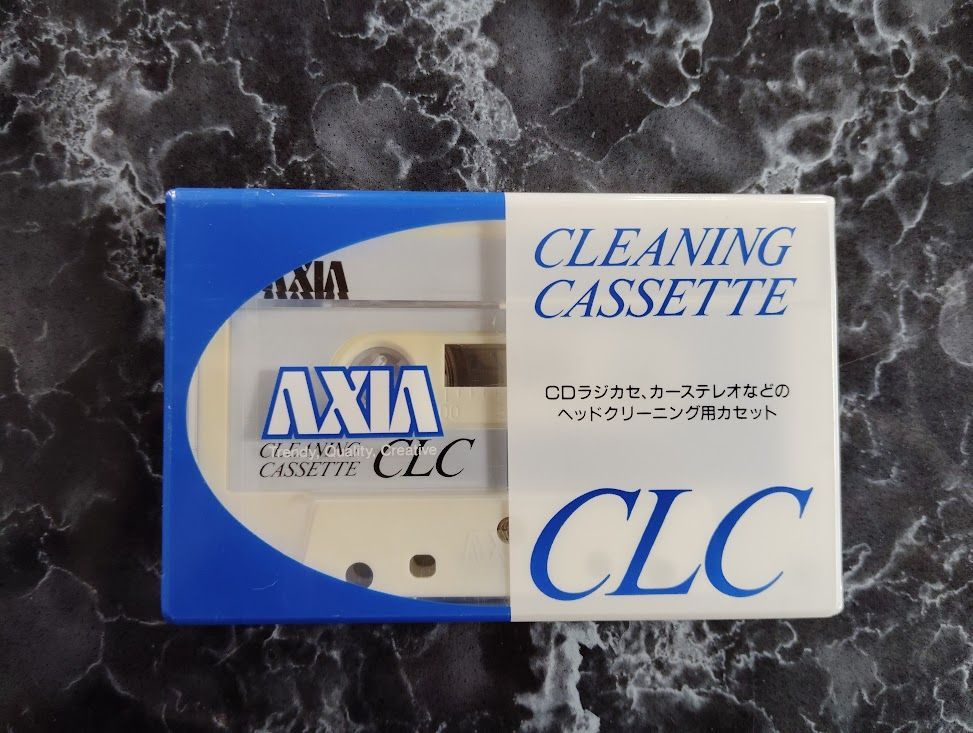 AXIA
AXIA
CLEANING
CASSETTE CLC
Trendy, Quality, Creative
CLEANING
CASSETTE
CDラジカセ、カーステレオなどの
ヘッドクリーニング用カセット
CLC